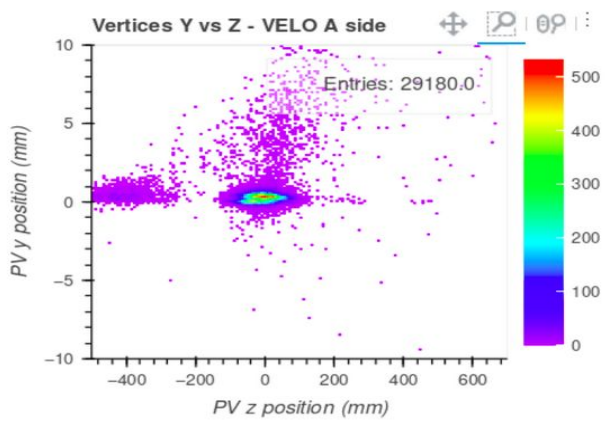 Vertices Y vs Z - VELO A side
Entries: 29180.0
PV y position (mm)
10
5
0
−5
−10
−400 −200 0 200 400 600
PV z position (mm)
500
400
300
200
100
0